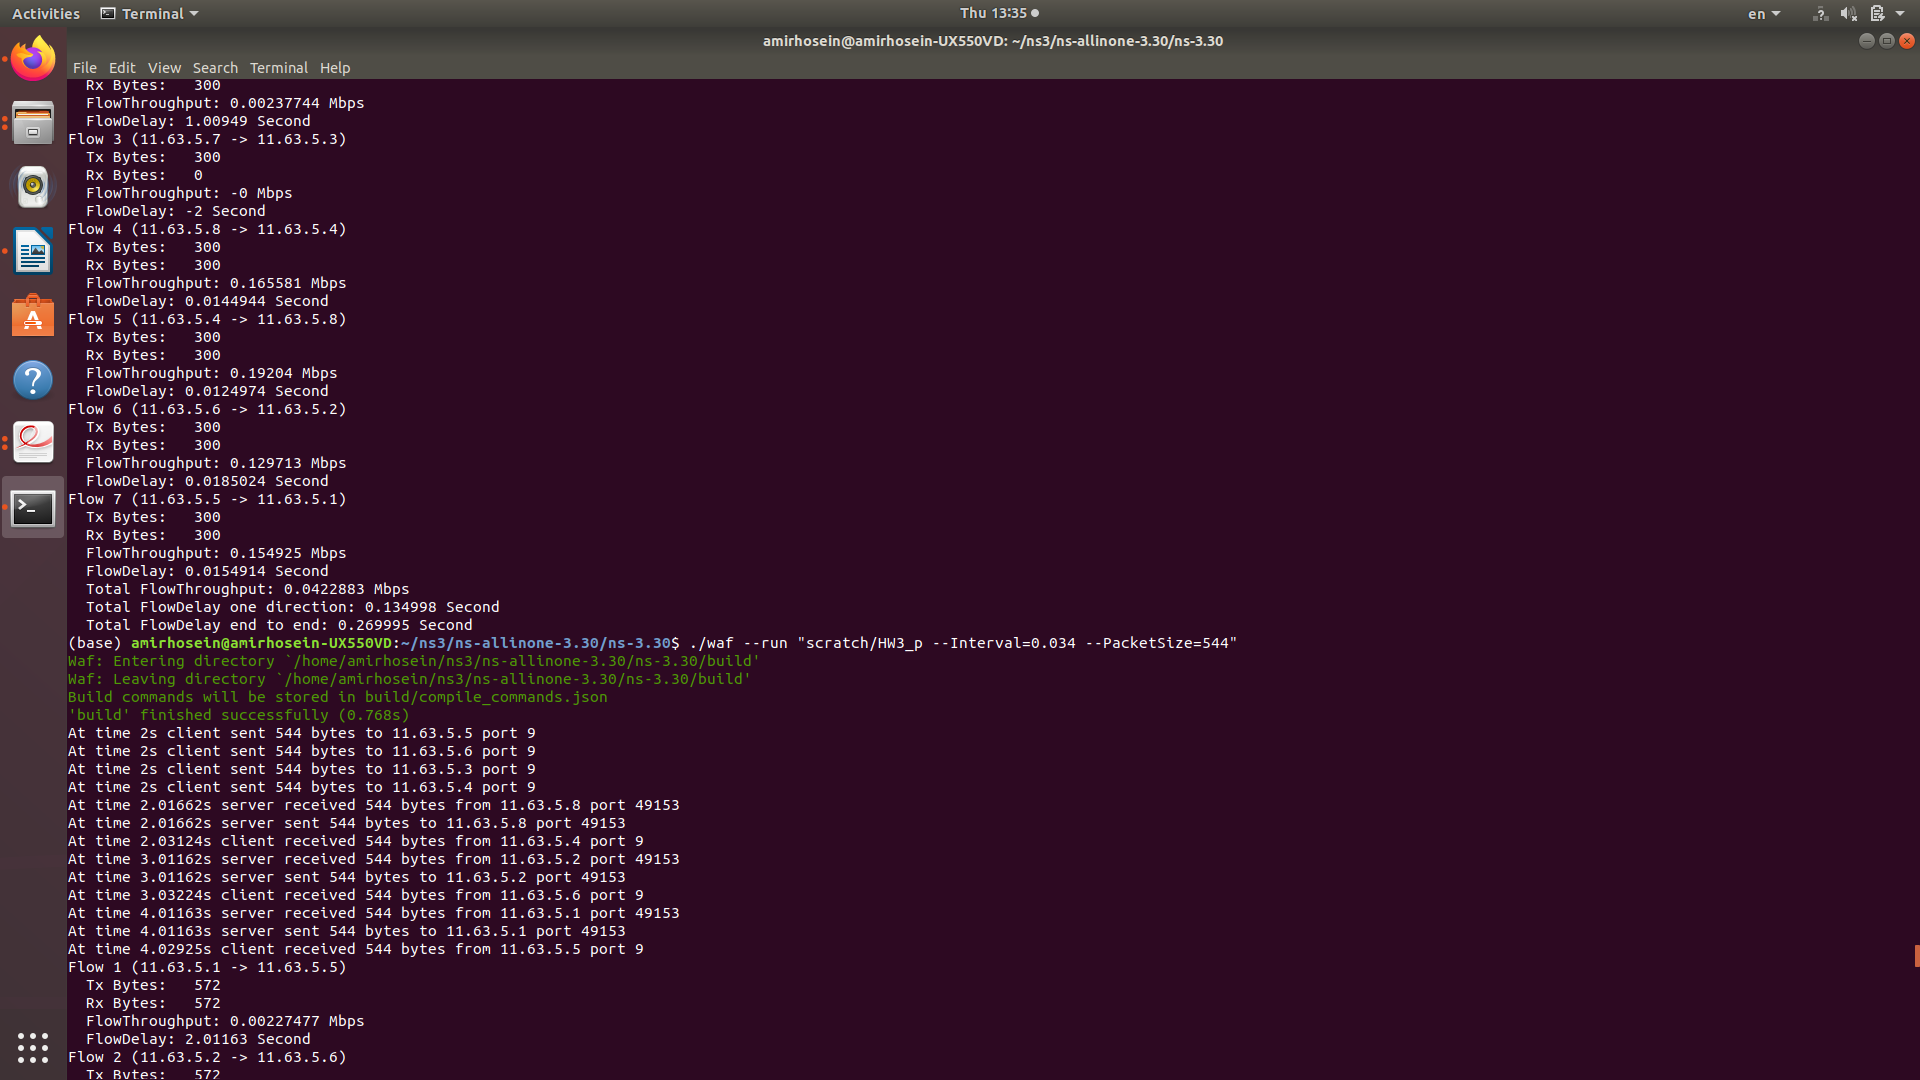 Activities Terminal Thu 13:35 en
amirhosein@amirhosein-UX550VD: ~/ns3/ns-allinone-3.30/ns-3.30
File Edit View Search Terminal Help
  Rx Bytes:   300
  FlowThroughput: 0.00237744 Mbps
  FlowDelay: 1.00949 Second
Flow 3 (11.63.5.7 -> 11.63.5.3)
  Tx Bytes:   300
  Rx Bytes:   0
  FlowThroughput: -0 Mbps
  FlowDelay: -2 Second
Flow 4 (11.63.5.8 -> 11.63.5.4)
  Tx Bytes:   300
  Rx Bytes:   300
  FlowThroughput: 0.165581 Mbps
  FlowDelay: 0.0144944 Second
Flow 5 (11.63.5.4 -> 11.63.5.8)
  Tx Bytes:   300
  Rx Bytes:   300
  FlowThroughput: 0.19204 Mbps
  FlowDelay: 0.0124974 Second
Flow 6 (11.63.5.6 -> 11.63.5.2)
  Tx Bytes:   300
  Rx Bytes:   300
  FlowThroughput: 0.129713 Mbps
  FlowDelay: 0.0185024 Second
Flow 7 (11.63.5.5 -> 11.63.5.1)
  Tx Bytes:   300
  Rx Bytes:   300
  FlowThroughput: 0.154925 Mbps
  FlowDelay: 0.0154914 Second
  Total FlowThroughput: 0.0422883 Mbps
  Total FlowDelay one direction: 0.134998 Second
  Total FlowDelay end to end: 0.269995 Second
(base) amirhosein@amirhosein-UX550VD:~/ns3/ns-allinone-3.30/ns-3.30$ ./waf --run "scratch/HW3_p --Interval=0.034 --PacketSize=544"
Waf: Entering directory `/home/amirhosein/ns3/ns-allinone-3.30/ns-3.30/build'
Waf: Leaving directory `/home/amirhosein/ns3/ns-allinone-3.30/ns-3.30/build'
Build commands will be stored in build/compile_commands.json
'build' finished successfully (0.768s)
At time 2s client sent 544 bytes to 11.63.5.5 port 9
At time 2s client sent 544 bytes to 11.63.5.6 port 9
At time 2s client sent 544 bytes to 11.63.5.3 port 9
At time 2s client sent 544 bytes to 11.63.5.4 port 9
At time 2.01662s server received 544 bytes from 11.63.5.8 port 49153
At time 2.01662s server sent 544 bytes to 11.63.5.8 port 49153
At time 2.03124s client received 544 bytes from 11.63.5.4 port 9
At time 3.01162s server received 544 bytes from 11.63.5.2 port 49153
At time 3.01162s server sent 544 bytes to 11.63.5.2 port 49153
At time 3.03224s client received 544 bytes from 11.63.5.6 port 9
At time 4.01163s server received 544 bytes from 11.63.5.1 port 49153
At time 4.01163s server sent 544 bytes to 11.63.5.1 port 49153
At time 4.02925s client received 544 bytes from 11.63.5.5 port 9
Flow 1 (11.63.5.1 -> 11.63.5.5)
  Tx Bytes:   572
  Rx Bytes:   572
  FlowThroughput: 0.00227477 Mbps
  FlowDelay: 2.01163 Second
Flow 2 (11.63.5.2 -> 11.63.5.6)
  Tx Bytes:   572